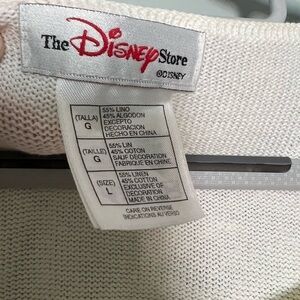 The Disney Store
©DISNEY
(TALLA)
G
55% LINO
45% ALGODON
EXCEPTO
DECORACION
HECHO EN CHINA
(TAILLE)
G
55% LIN
45% COTON
SAUF DECORATION
FABRIQUÉ EN CHINE
(SIZE)
L
55% LINEN
45% COTTON
EXCLUSIVE OF
DECORATION
MADE IN CHINA
CARE ON REVERSE
INDICATIONS AU VERSO